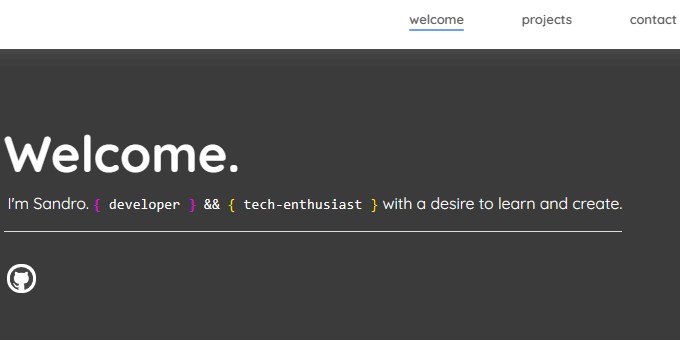 welcome projects contact
Welcome.
I'm Sandro. { developer } && { tech-enthusiast } with a desire to learn and create.